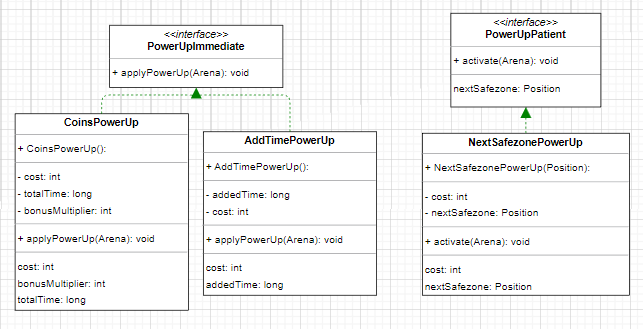 <<interface>>
PowerUpImmediate
+ applyPowerUp(Arena): void
CoinsPowerUp
+ CoinsPowerUp():
- cost: int
- totalTime: long
- bonusMultiplier: int
+ applyPowerUp(Arena): void
cost: int
bonusMultiplier: int
totalTime: long
AddTimePowerUp
+ AddTimePowerUp():
- addedTime: long
- cost: int
+ applyPowerUp(Arena): void
cost: int
addedTime: long
<<interface>>
PowerUpPatient
+ activate(Arena): void
nextSafezone: Position
NextSafezonePowerUp
+ NextSafezonePowerUp(Position):
- cost: int
- nextSafezone: Position
+ activate(Arena): void
cost: int
nextSafezone: Position